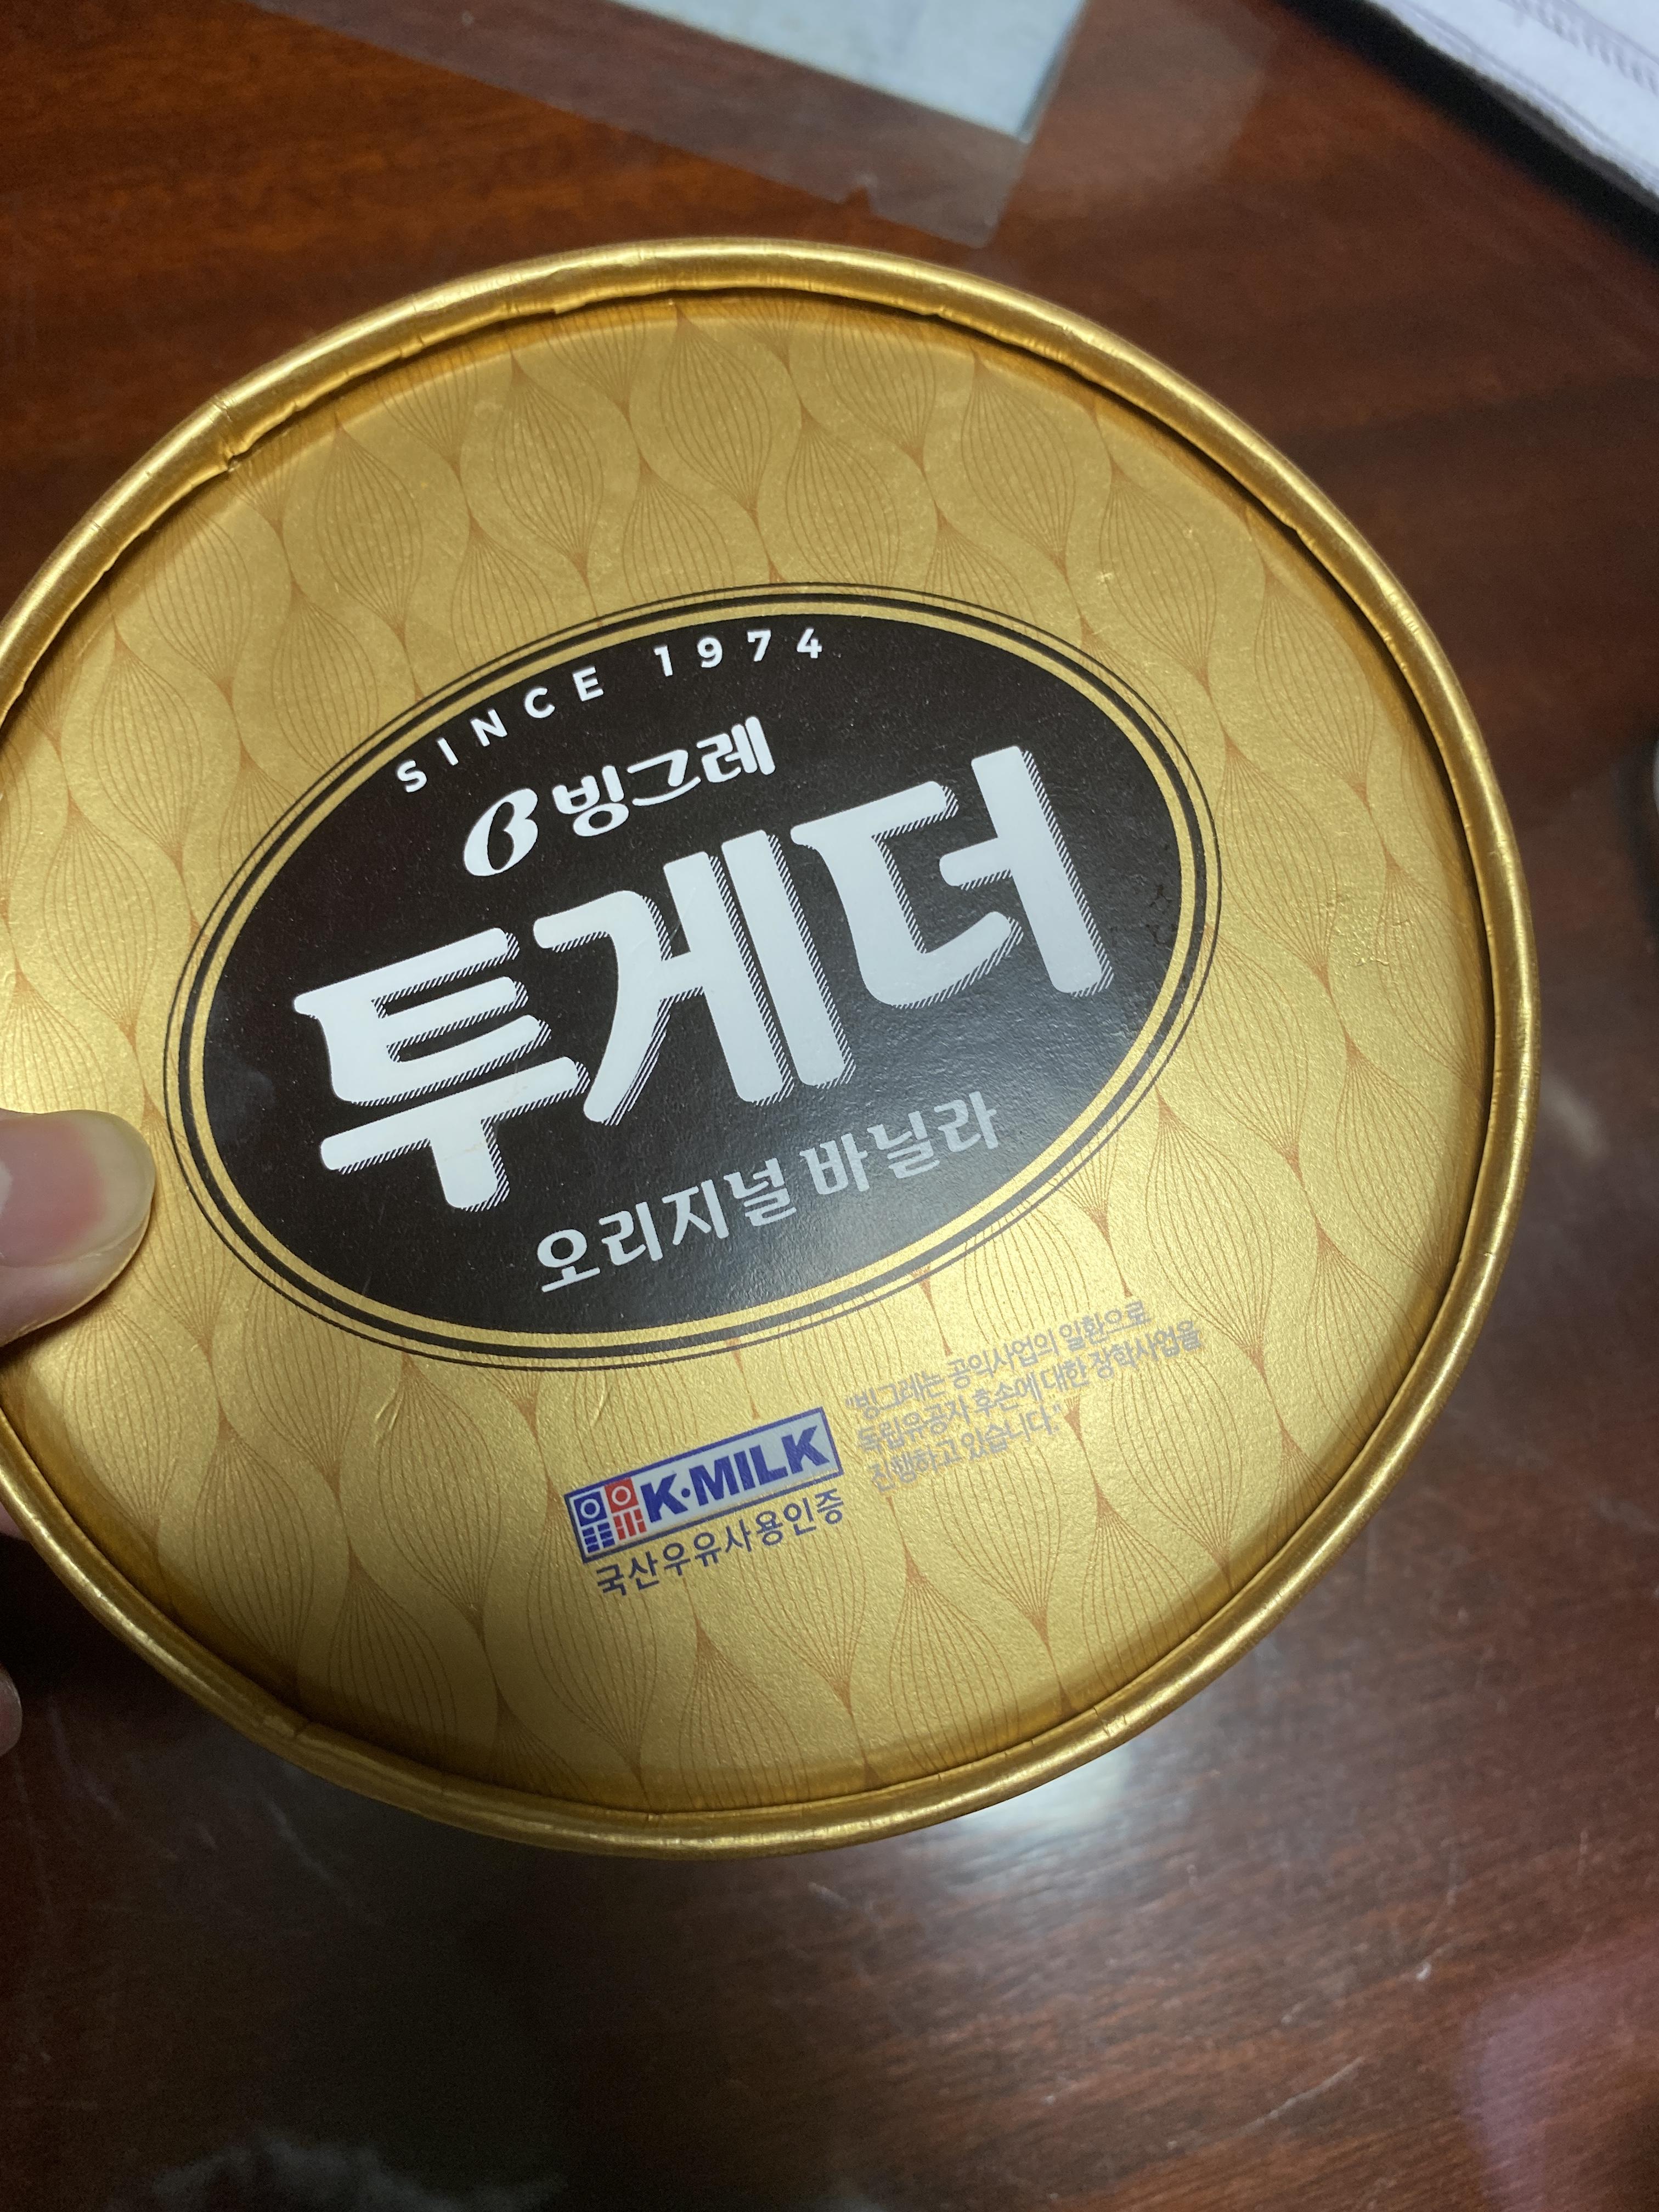 SINCE 1974
빙그레
투게더
오리지널 바닐라
"빙그레는 공익사업의 일환으로
독립유공자 후손에 대한 장학사업을
진행하고 있습니다."
우유 K·MILK
국산우유사용인증